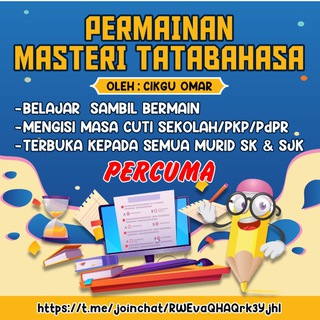 PERMAINAN
MASTERI TATABAHASA
OLEH : CIKGU OMAR
-BELAJAR SAMBIL BERMAIN
-MENGISI MASA CUTI SEKOLAH/PKP/PdPR
-TERBUKA KEPADA SEMUA MURID SK & SJK
PERCUMA
https://t.me/joinchat/RWEvaQHAQrk3Yjhl